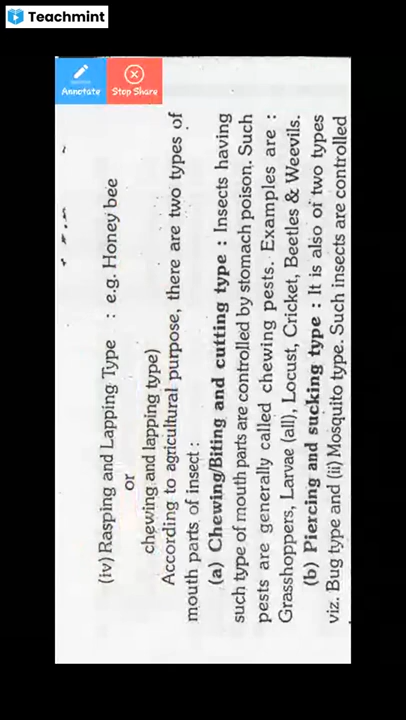 Teachmint
Annotate
Stop Share
(iv) Rasping and Lapping Type : e.g. Honey bee
or
chewing and lapping type)
According to agricultural purpose, there are two types of
mouth parts of insect :
(a) Chewing/Biting and cutting type : Insects having
such type of mouth parts are controlled by stomach poison. Such
pests are generally called chewing pests. Examples are :
Grasshoppers, Larvae (all), Locust, Cricket, Beetles & Weevils.
(b) Piercing and sucking type : It is also of two types
viz. Bug type and (ii) Mosquito type. Such insects are controlled